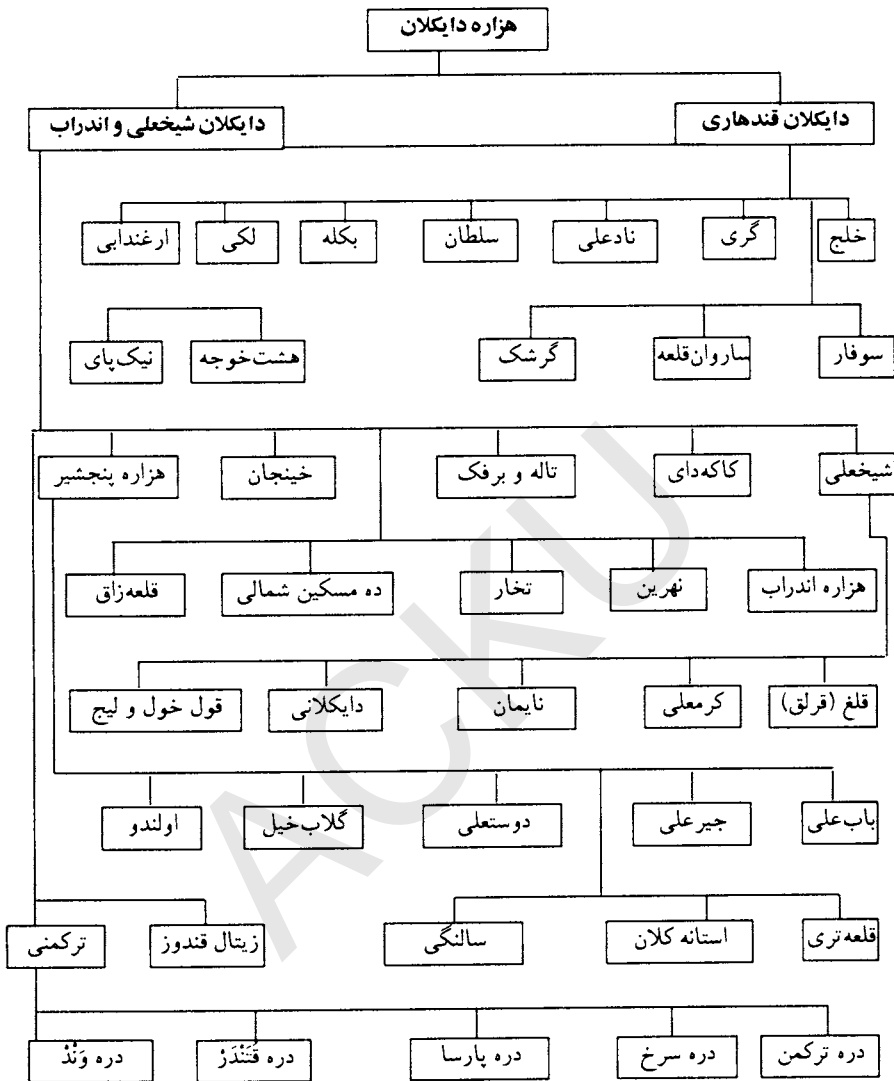 هزاره دایکلان
دایکلان قندهاری
دایکلان شیخعلی و اندراب
خلج
گری
نادعلی
سلطان
بکله
لکی
ارغندابی
سوفار
ساروان‌قلعه
گرشک
هشت‌خوجه
نیک‌پای
شیخعلی
کاکه‌دای
تاله و برفک
خینجان
هزاره پنجشیر
هزاره اندراب
نهرین
تخار
ده مسکین شمالی
قلعه‌زاق
قلغ (قرلق)
کرمعلی
نایمان
دایکلانی
قول خول و لیج
باب‌علی
جیرعلی
دوستعلی
گلاب‌خیل
اولندو
قلعه‌تری
استانه کلان
سالنگی
زیتال قندوز
ترکمنی
دره ترکمن
دره سرخ
دره پارسا
دره قُتَنْدَرْ
دره وَنْدْ
ACKU